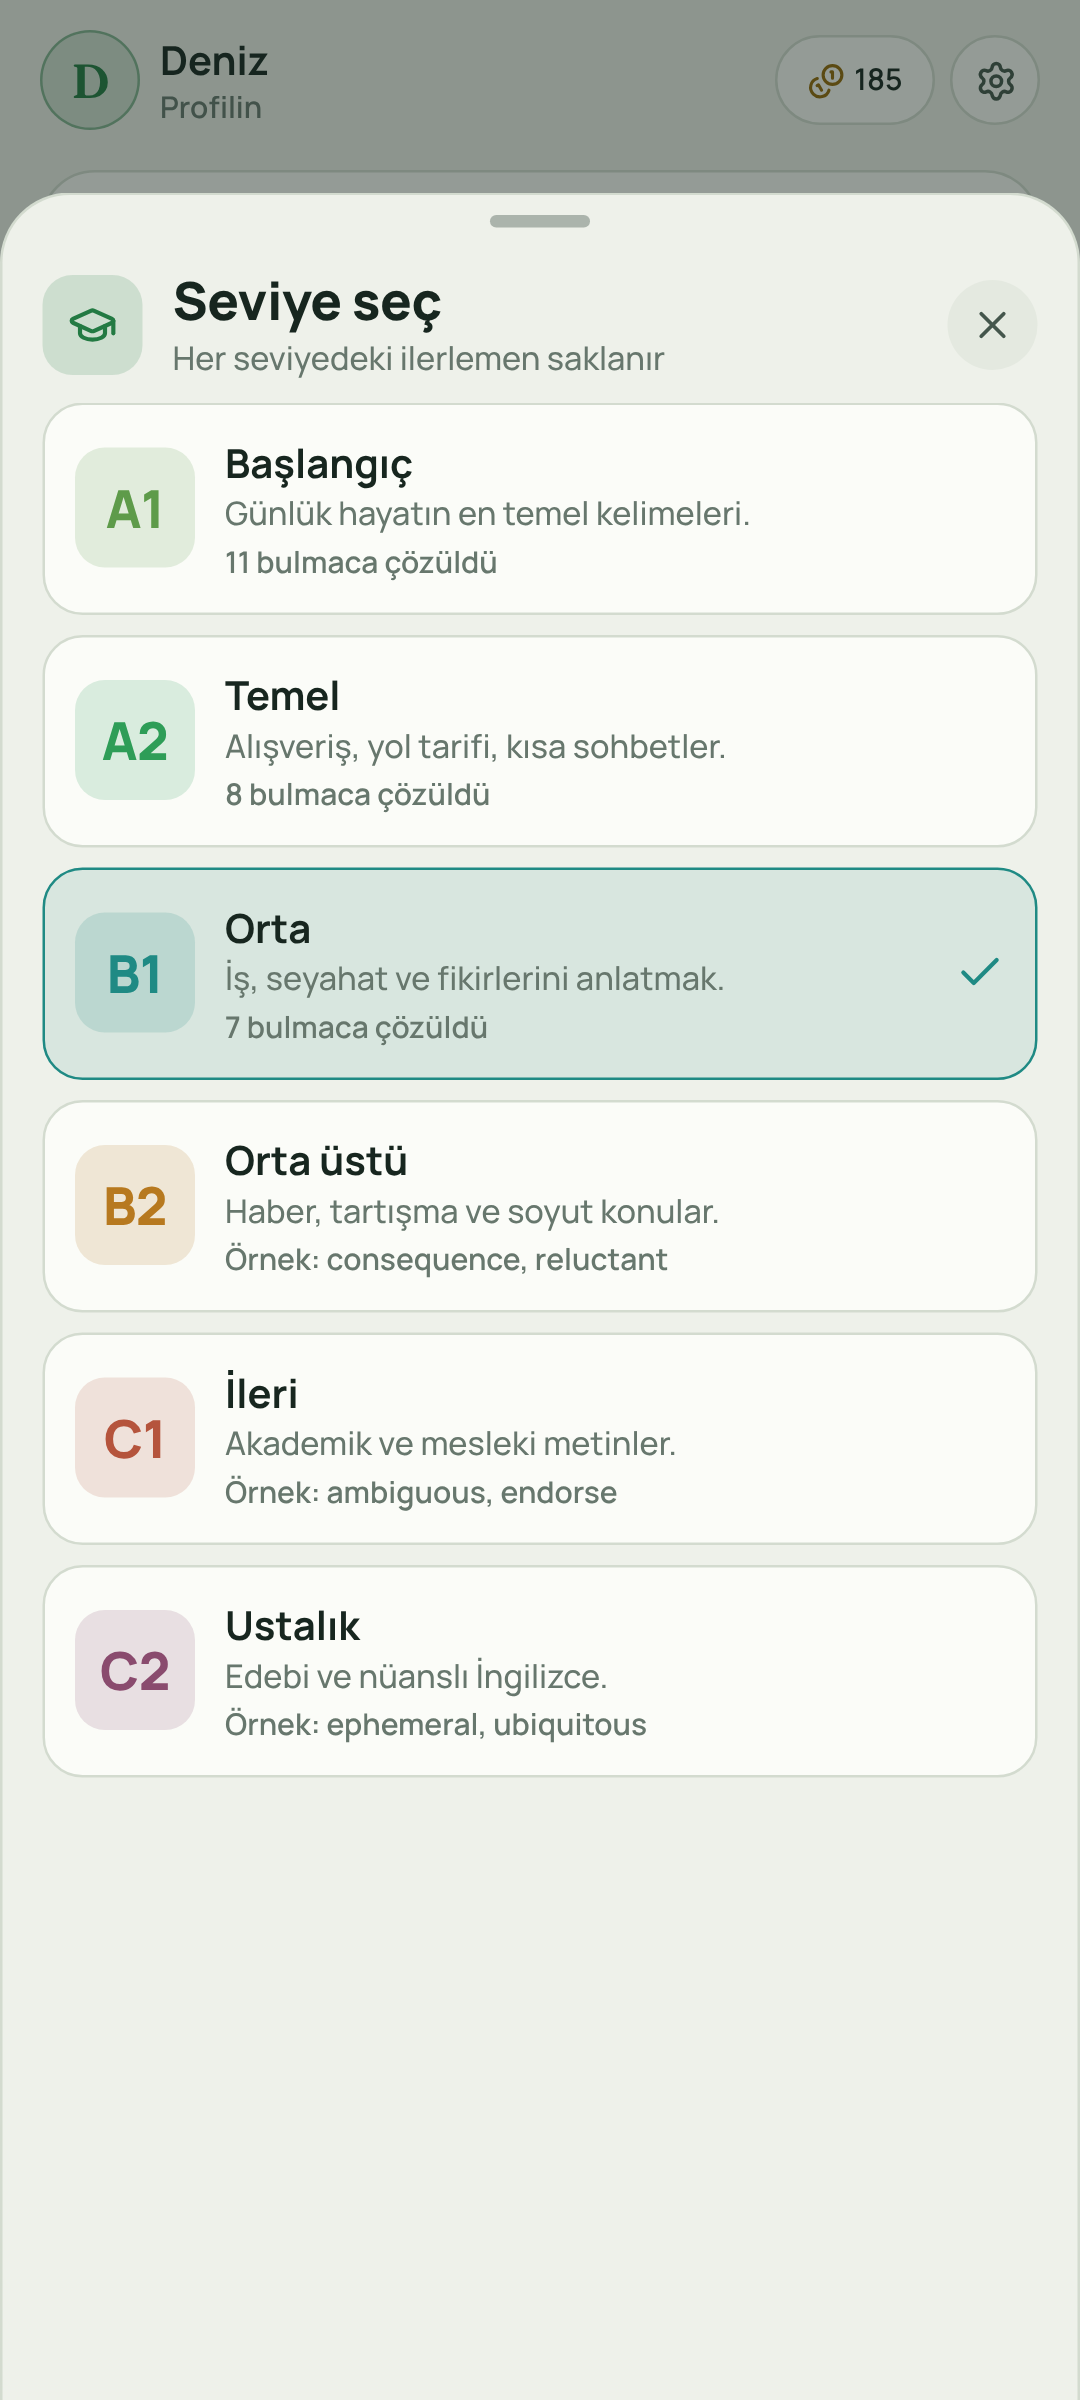 D
Deniz
Profilin
185
Seviye seç
Her seviyedeki ilerlemen saklanır
A1
Başlangıç
Günlük hayatın en temel kelimeleri.
11 bulmaca çözüldü
A2
Temel
Alışveriş, yol tarifi, kısa sohbetler.
8 bulmaca çözüldü
B1
Orta
İş, seyahat ve fikirlerini anlatmak.
7 bulmaca çözüldü
B2
Orta üstü
Haber, tartışma ve soyut konular.
Örnek: consequence, reluctant
C1
İleri
Akademik ve mesleki metinler.
Örnek: ambiguous, endorse
C2
Ustalık
Edebi ve nüanslı İngilizce.
Örnek: ephemeral, ubiquitous